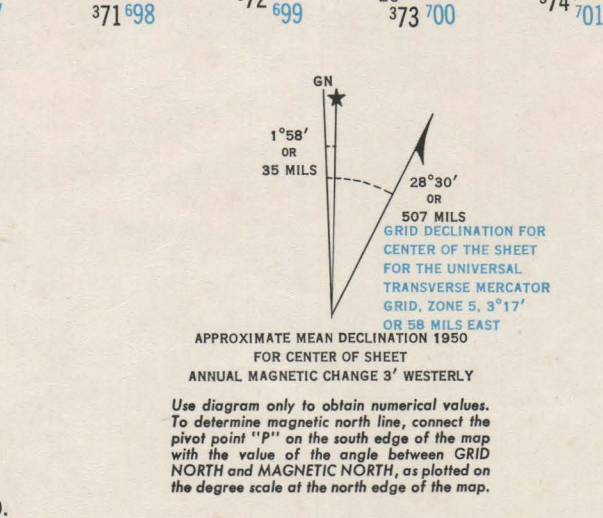 ³71 ⁶98
72
⁶99
³73 ⁷00
³74
⁷01
GN
1°58′
OR
35 MILS
28°30′
OR
507 MILS
GRID DECLINATION FOR
CENTER OF THE SHEET
FOR THE UNIVERSAL
TRANSVERSE MERCATOR
GRID, ZONE 5, 3°17′
OR 58 MILS EAST
APPROXIMATE MEAN DECLINATION 1950
FOR CENTER OF SHEET
ANNUAL MAGNETIC CHANGE 3′ WESTERLY
Use diagram only to obtain numerical values.
To determine magnetic north line, connect the
pivot point "P" on the south edge of the map
with the value of the angle between GRID
NORTH and MAGNETIC NORTH, as plotted on
the degree scale at the north edge of the map.